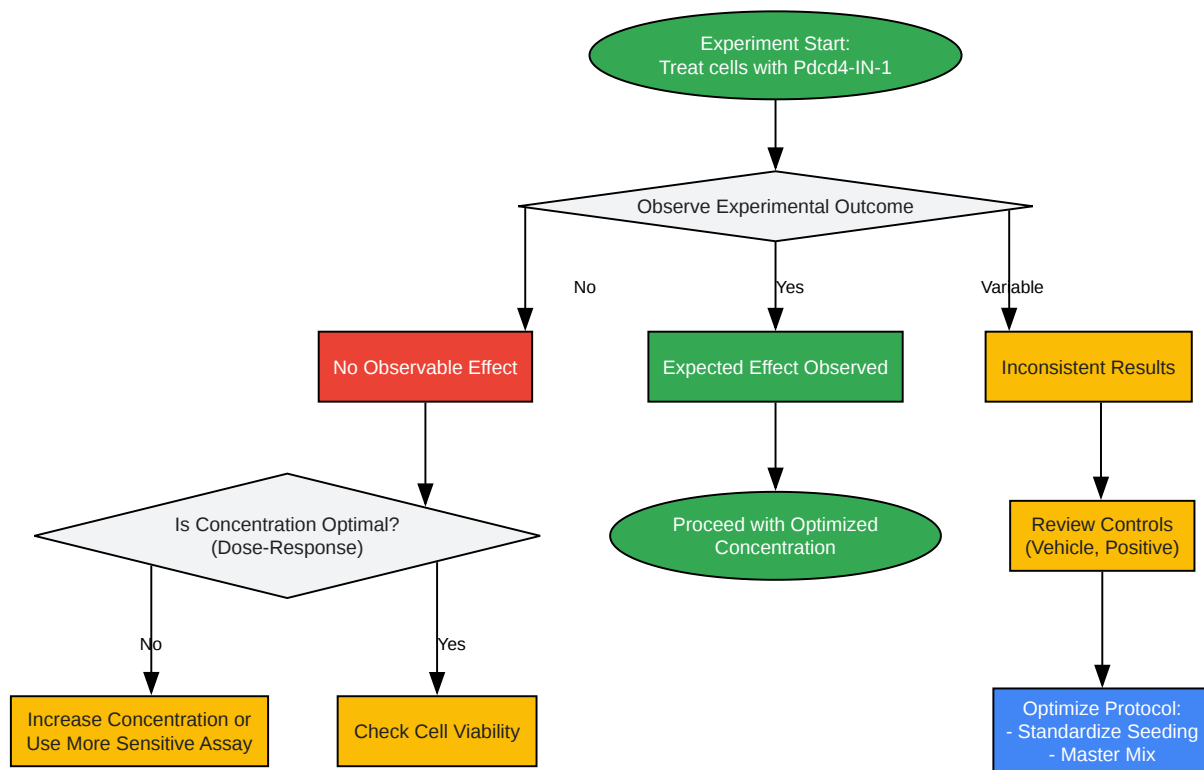 Experiment Start:
Treat cells with Pdcd4-IN-1
Observe Experimental Outcome
No
Yes
Variable
No Observable Effect
Expected Effect Observed
Inconsistent Results
Is Concentration Optimal?
(Dose-Response)
Proceed with Optimized
Concentration
Review Controls
(Vehicle, Positive)
No
Yes
Increase Concentration or
Use More Sensitive Assay
Check Cell Viability
Optimize Protocol:
- Standardize Seeding
- Master Mix